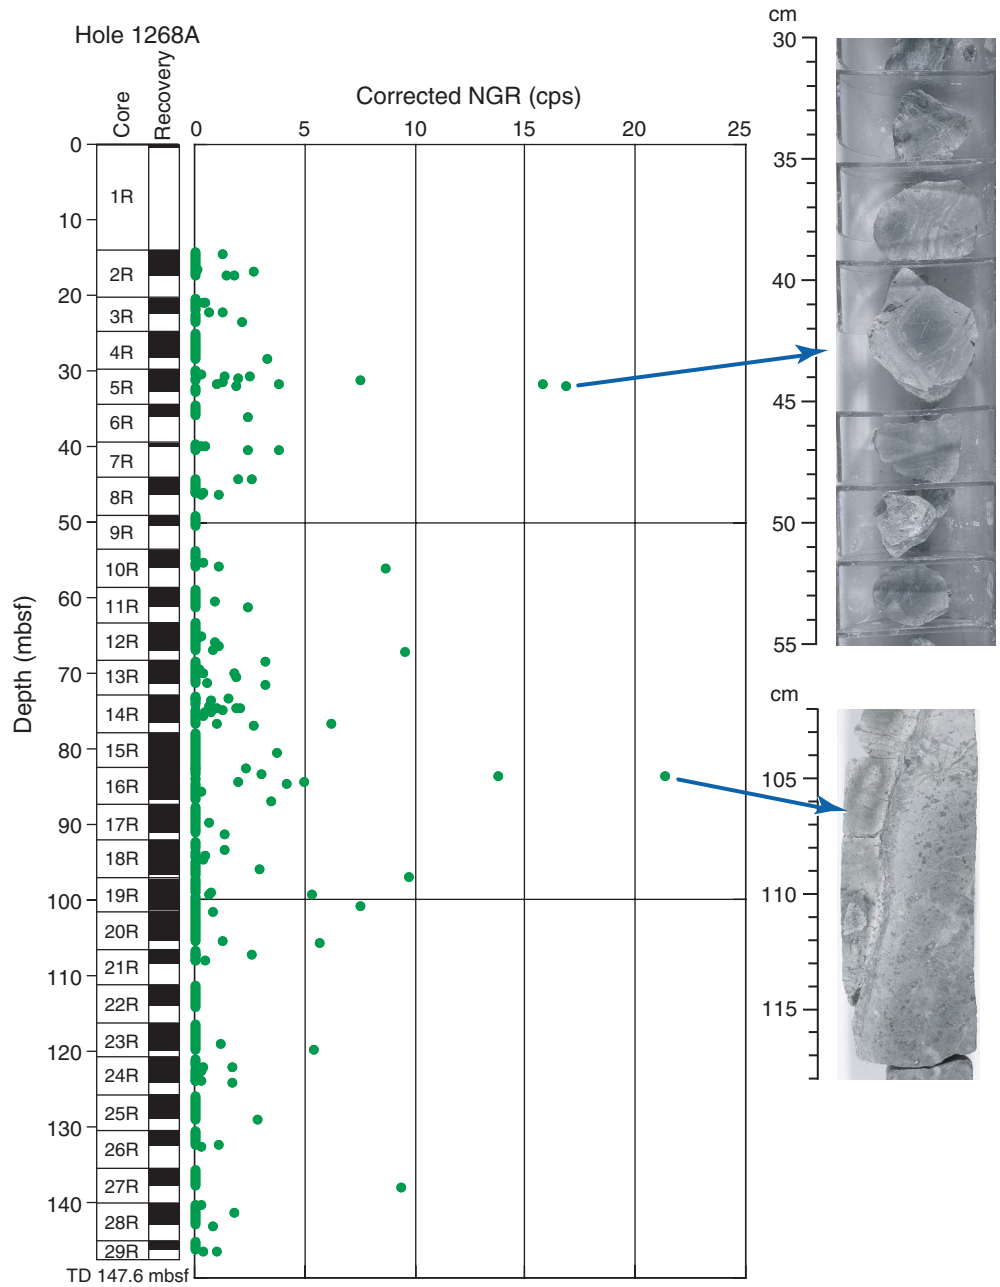 Hole 1268A
Core
Recovery
Corrected NGR (cps)
0 5 10 15 20 25
Depth (mbsf)
0
10
20
30
40
50
60
70
80
90
100
110
120
130
140
1R
2R
3R
4R
5R
6R
7R
8R
9R
10R
11R
12R
13R
14R
15R
16R
17R
18R
19R
20R
21R
22R
23R
24R
25R
26R
27R
28R
29R
TD 147.6 mbsf
cm
30
35
40
45
50
55
cm
105
110
115